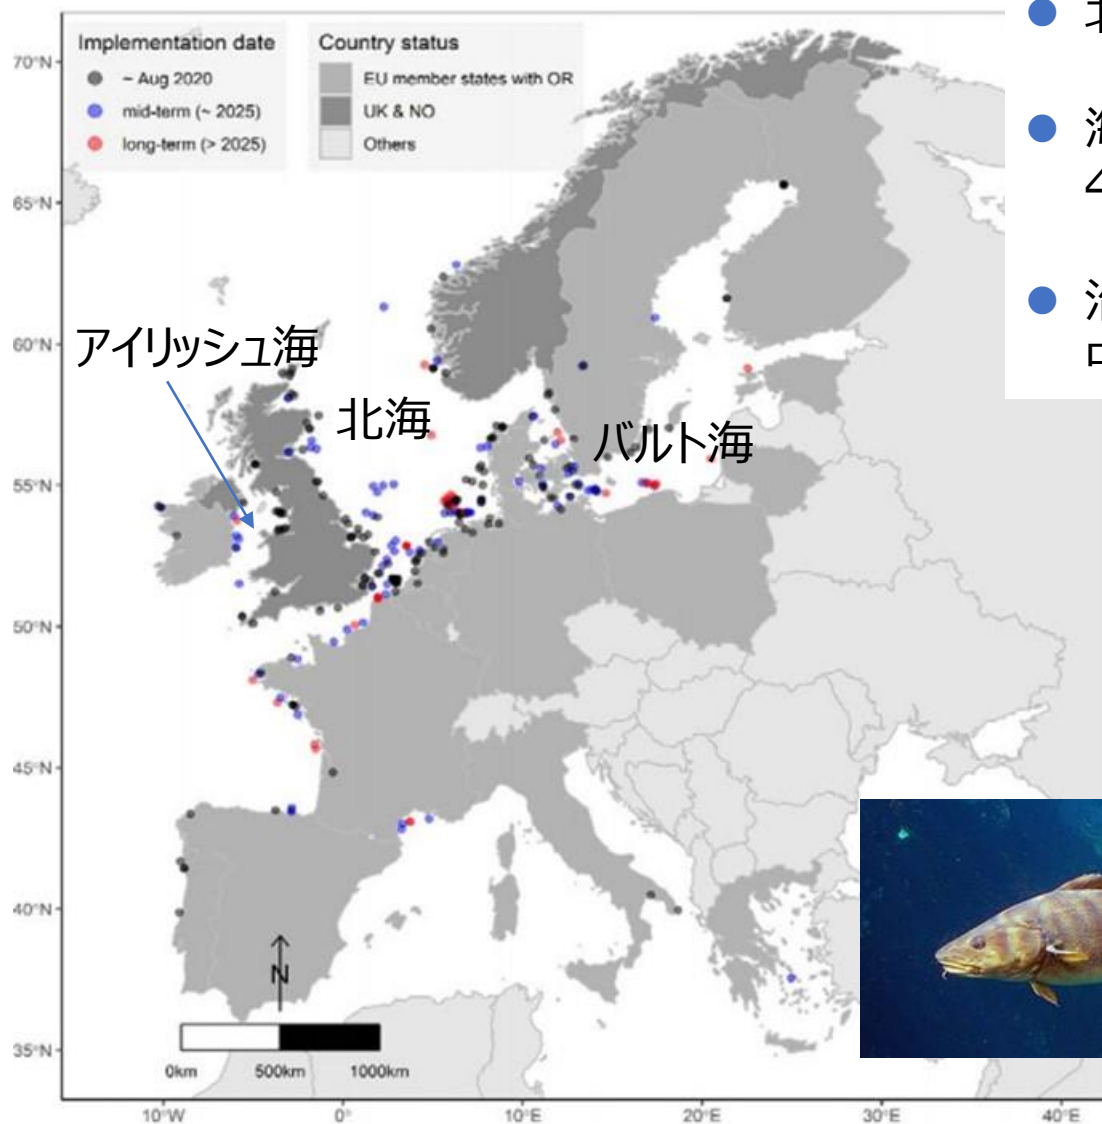 Implementation date
~ Aug 2020
mid-term (~ 2025)
long-term (> 2025)
Country status
EU member states with OR
UK & NO
Others
70°N
65°N
60°N
55°N
50°N
45°N
40°N
35°N
アイリッシュ海
北海
バルト海
N
0km 500km 1000km
10°W 0° 10°E 20°E 30°E 40°E